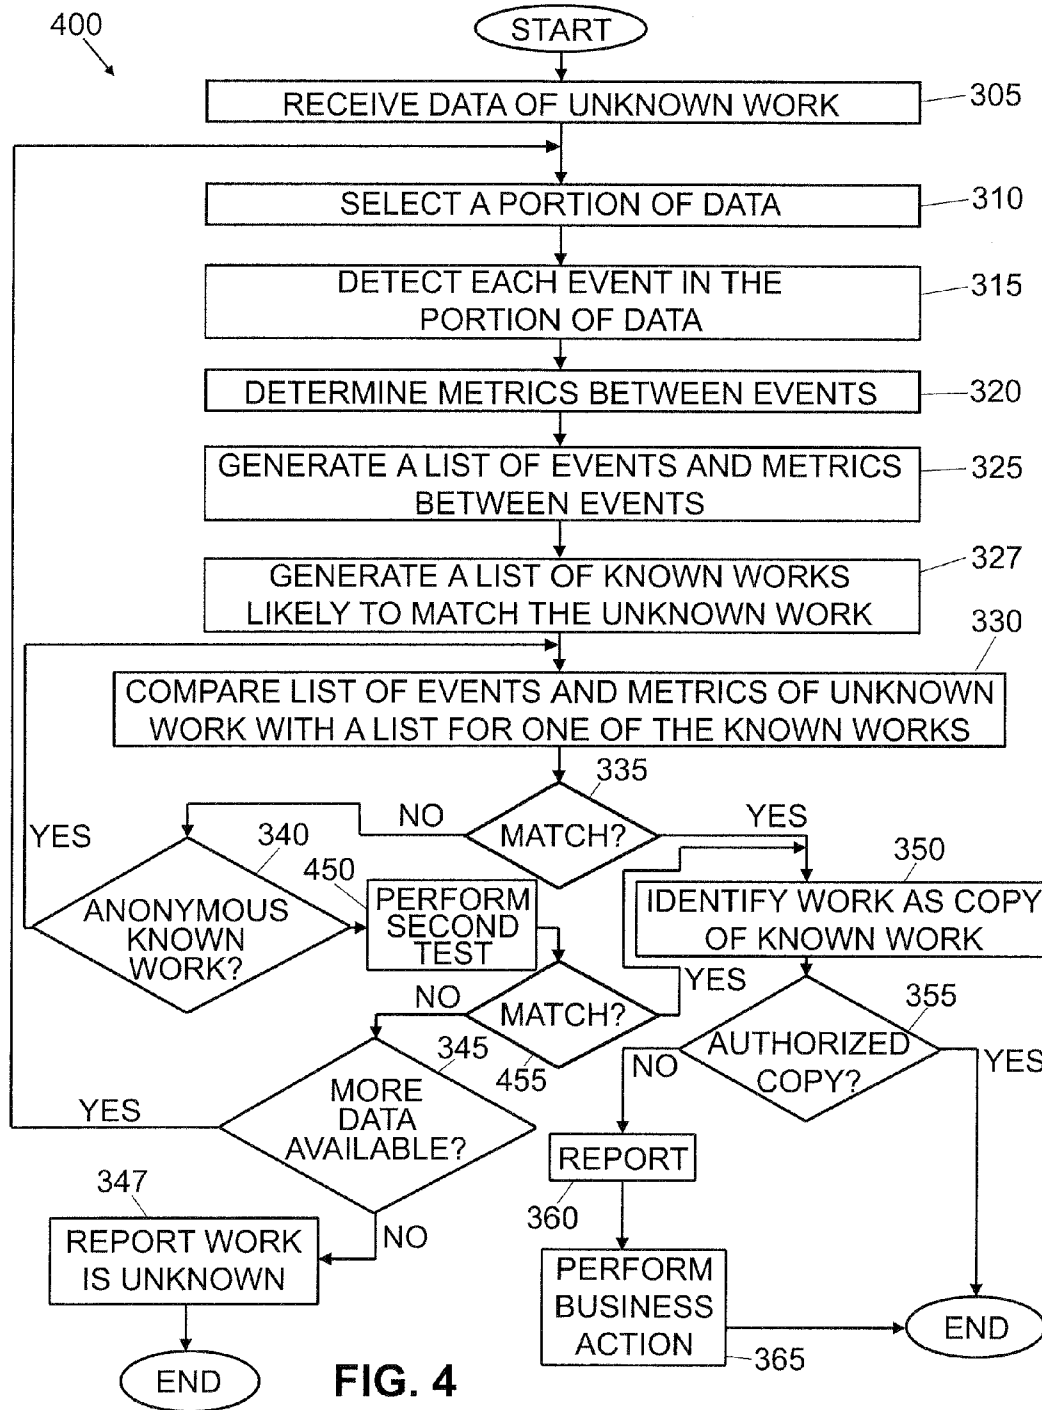 400
START
RECEIVE DATA OF UNKNOWN WORK
305
SELECT A PORTION OF DATA
310
DETECT EACH EVENT IN THE
PORTION OF DATA
315
DETERMINE METRICS BETWEEN EVENTS
320
GENERATE A LIST OF EVENTS AND METRICS
BETWEEN EVENTS
325
GENERATE A LIST OF KNOWN WORKS
LIKELY TO MATCH THE UNKNOWN WORK
327
330
COMPARE LIST OF EVENTS AND METRICS OF UNKNOWN
WORK WITH A LIST FOR ONE OF THE KNOWN WORKS
335
NO
MATCH?
YES
YES
340
ANONYMOUS
KNOWN
WORK?
450
PERFORM
SECOND
TEST
350
IDENTIFY WORK AS COPY
OF KNOWN WORK
NO
MATCH?
YES
455
345
MORE
DATA
AVAILABLE?
YES
NO
355
AUTHORIZED
COPY?
NO
YES
347
REPORT WORK
IS UNKNOWN
REPORT
360
PERFORM
BUSINESS
ACTION
365
END
END
FIG. 4